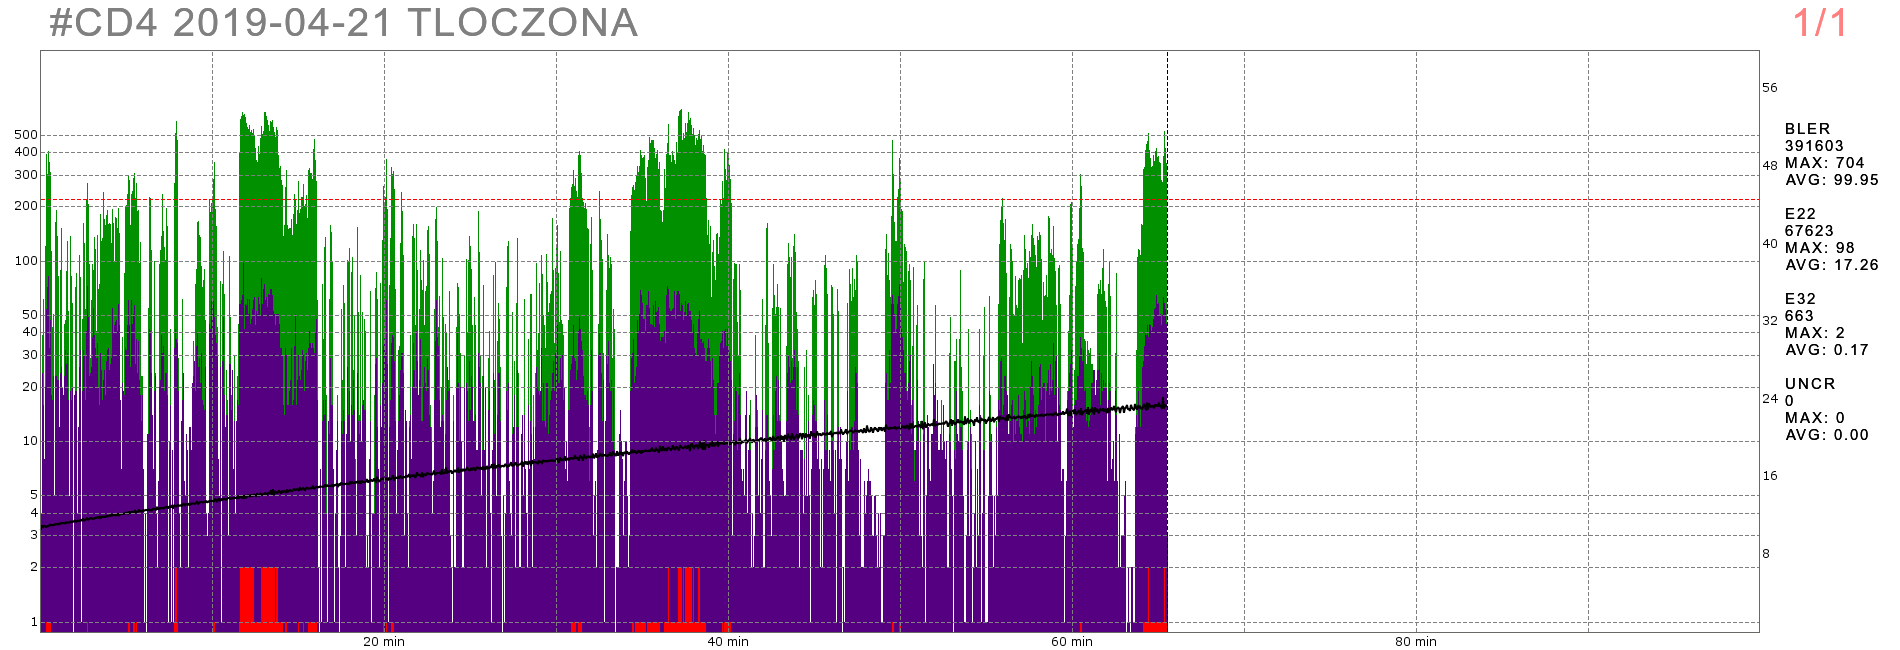 #CD4 2019-04-21 TLOCZONA
1/1
500
400
300
200
100
50
40
30
20
10
5
4
3
2
1
56
48
40
32
24
16
8
20 min
40 min
60 min
80 min
BLER
391603
MAX: 704
AVG: 99.95
E22
67623
MAX: 98
AVG: 17.26
E32
663
MAX: 2
AVG: 0.17
UNCR
0
MAX: 0
AVG: 0.00